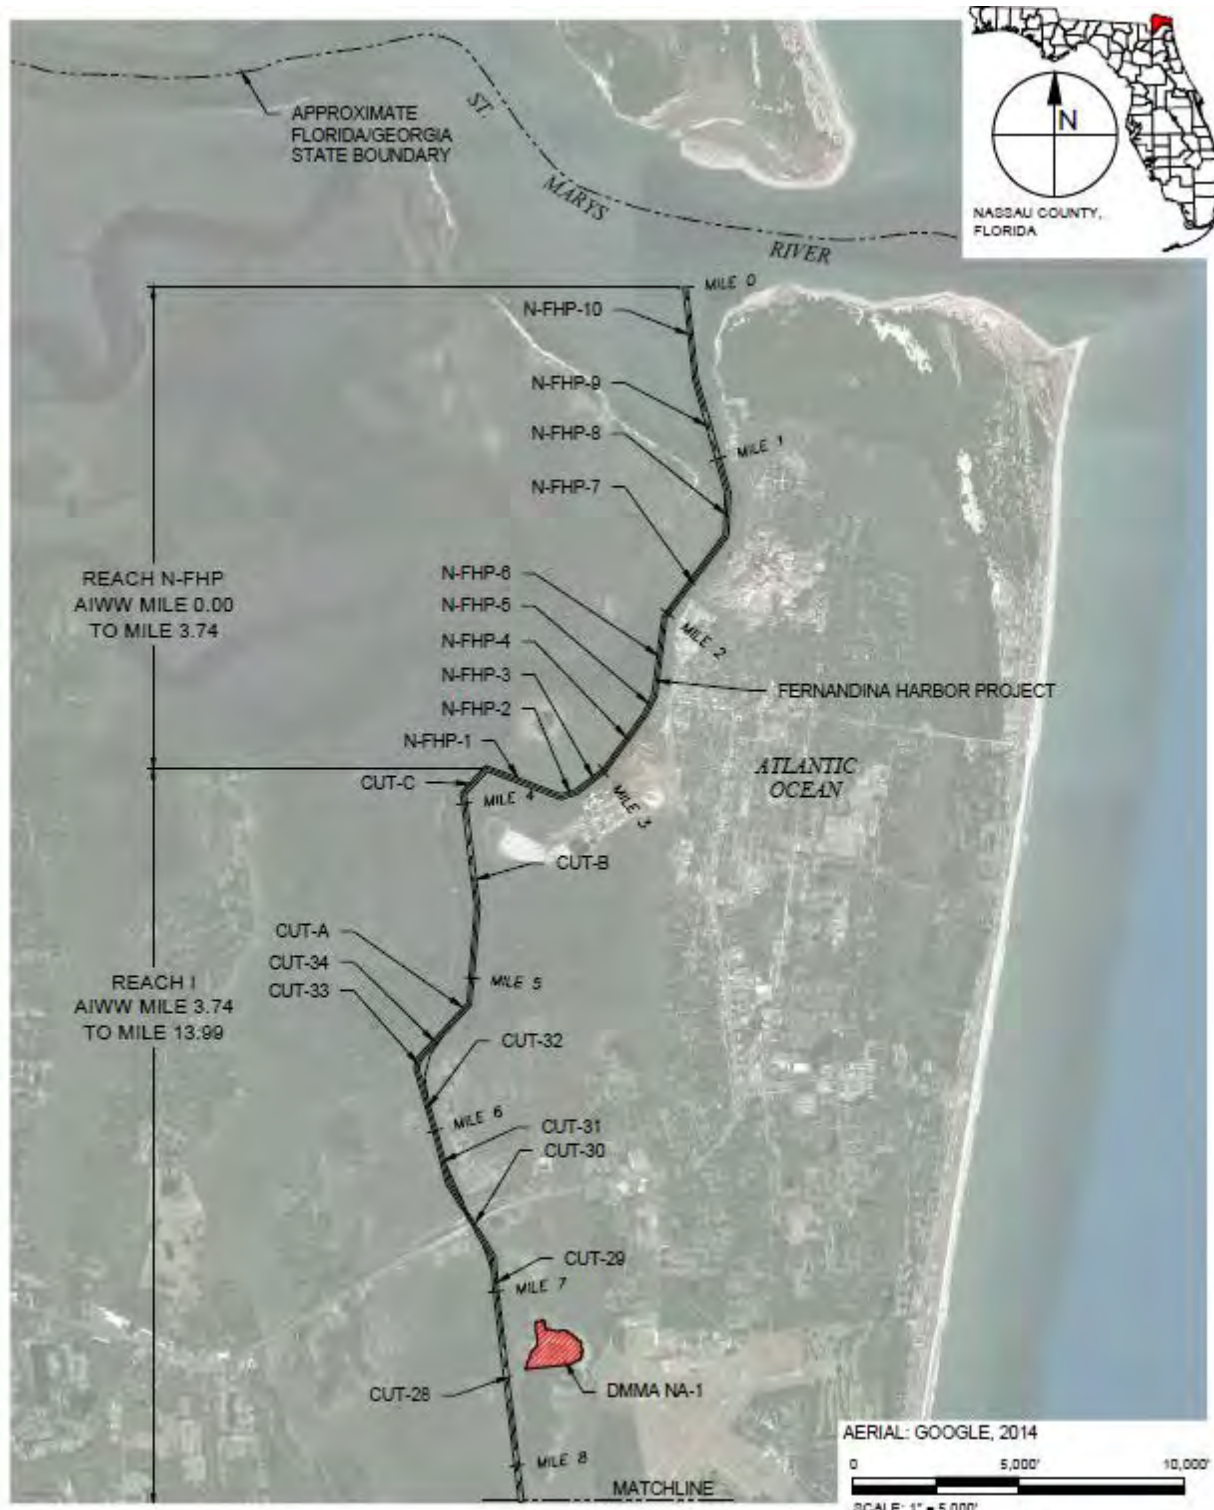 APPROXIMATE
FLORIDA/GEORGIA
STATE BOUNDARY
ST.
MARYS
RIVER
N
NASSAU COUNTY,
FLORIDA
MILE 0
N-FHP-10
N-FHP-9
N-FHP-8
MILE 1
N-FHP-7
REACH N-FHP
AIWW MILE 0.00
TO MILE 3.74
N-FHP-6
N-FHP-5
N-FHP-4
MILE 2
N-FHP-3
FERNANDINA HARBOR PROJECT
N-FHP-2
N-FHP-1
ATLANTIC
OCEAN
CUT-C
MILE 4
MILE 3
CUT-B
CUT-A
CUT-34
CUT-33
MILE 5
REACH I
AIWW MILE 3.74
TO MILE 13.99
CUT-32
MILE 6
CUT-31
CUT-30
CUT-29
MILE 7
CUT-28
DMMA NA-1
AERIAL: GOOGLE, 2014
MILE 8
0 5,000' 10,000'
MATCHLINE
SCALE: 1" = 5,000'